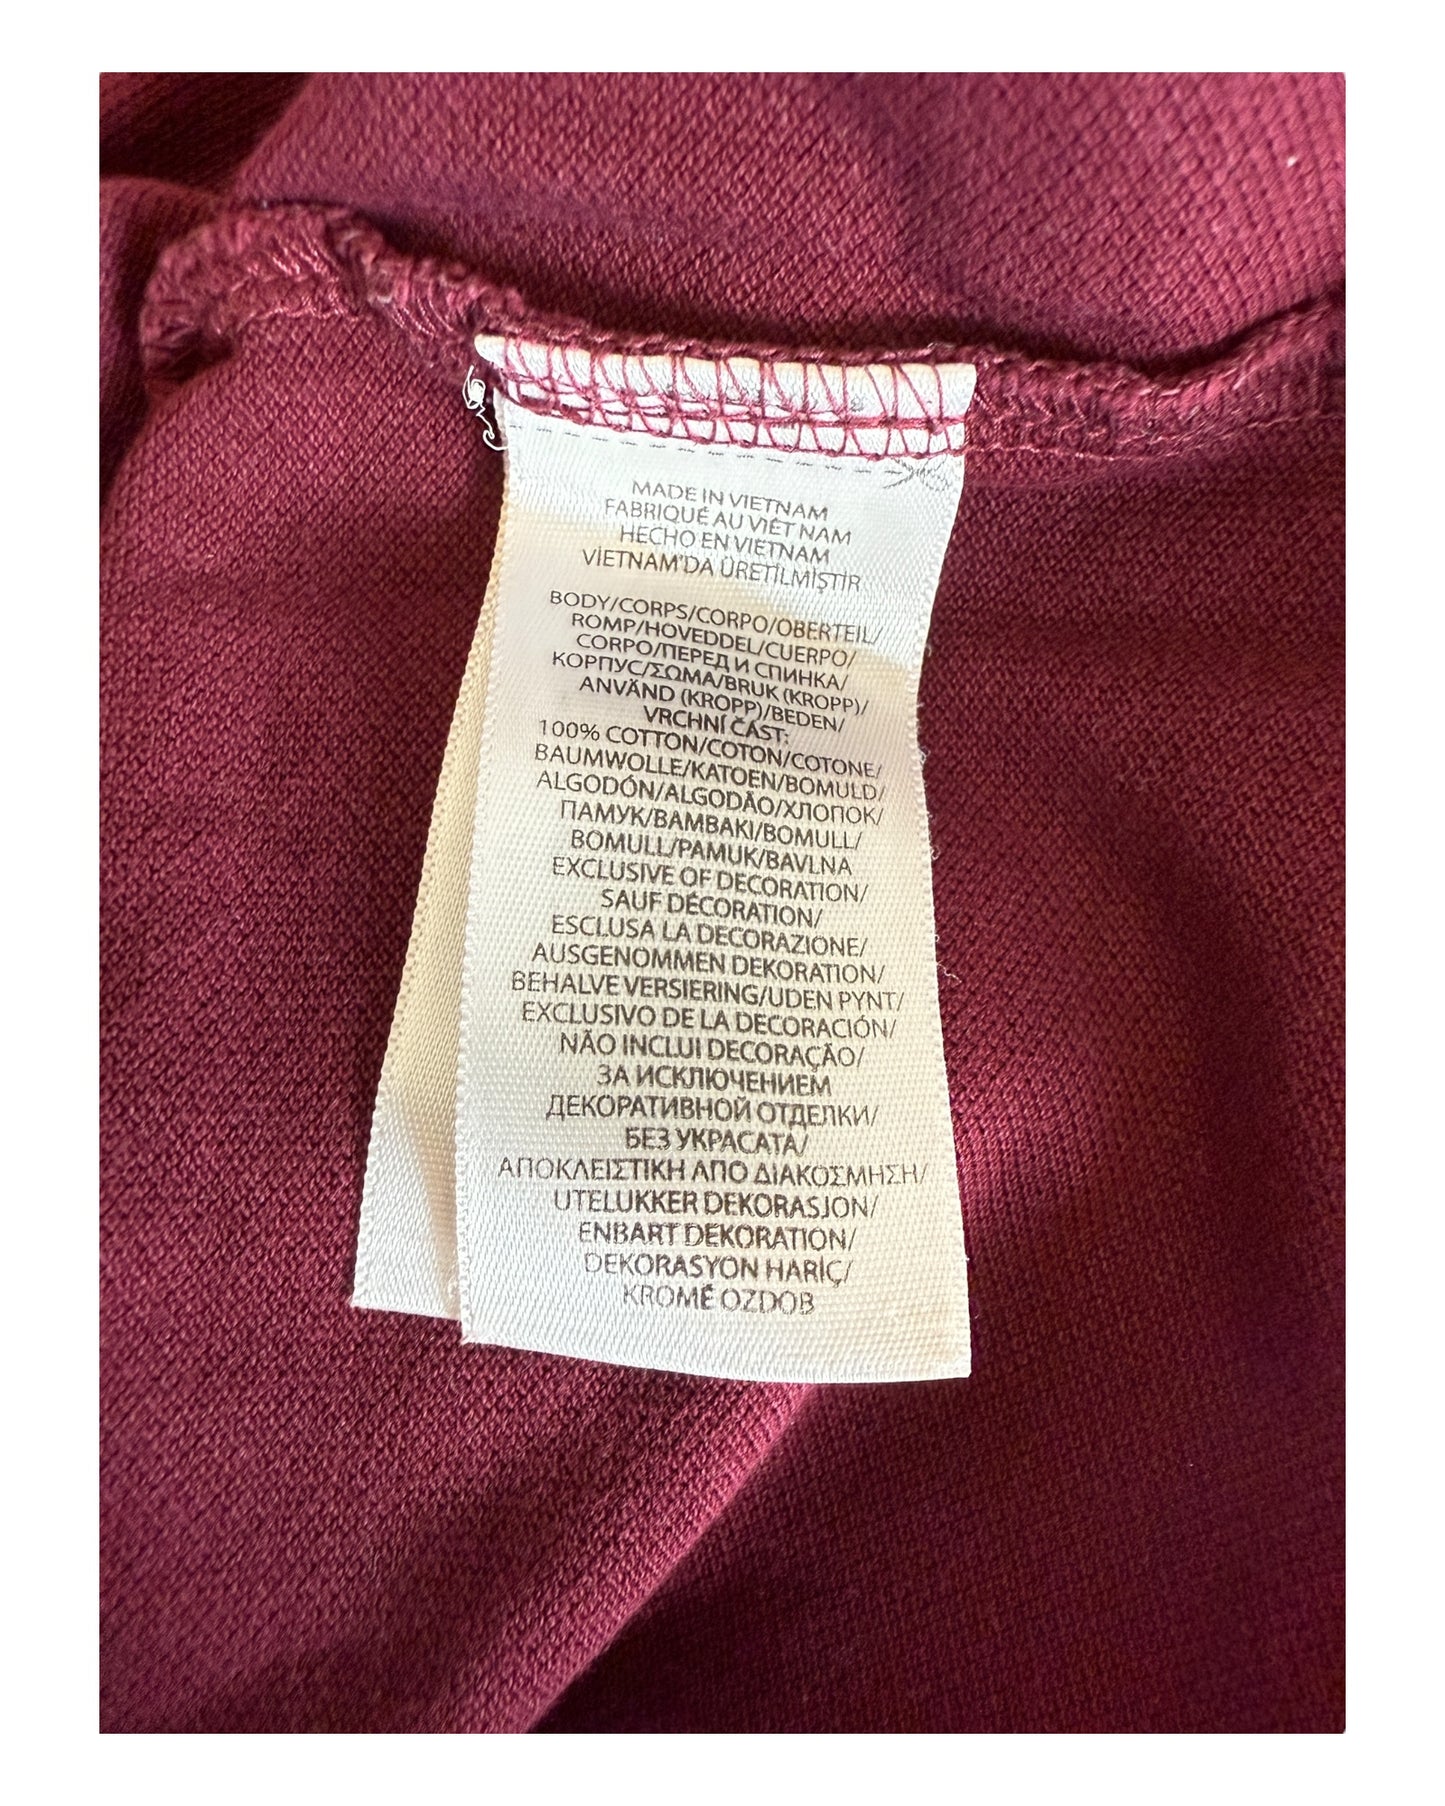 MADE IN VIETNAM
FABRIQUÉ AU VIÊT NAM
HECHO EN VIETNAM
VİETNAM'DA ÜRETİLMİŞTİR
BODY/CORPS/CORPO/OBERTEIL/
ROMP/HOVEDDEL/CUERPO/
CORPO/ПЕРЕД И СПИНКА/
КОРПУС/ΣΩΜΑ/BRUK (KROPP)/
ANVÄND (KROPP)/BEDEN/
VRCHNÍ ČÁST:
100% COTTON/COTON/COTONE/
BAUMWOLLE/KATOEN/BOMULD/
ALGODÓN/ALGODÃO/ХЛОПОК/
ПАМУК/ΒΑΜΒΑΚΙ/BOMULL/
BOMULL/PAMUK/BAVLNA
EXCLUSIVE OF DECORATION/
SAUF DÉCORATION/
ESCLUSA LA DECORAZIONE/
AUSGENOMMEN DEKORATION/
BEHALVE VERSIERING/UDEN PYNT/
EXCLUSIVO DE LA DECORACIÓN/
NÃO INCLUI DECORAÇÃO/
ЗА ИСКЛЮЧЕНИЕМ
ДЕКОРАТИВНОЙ ОТДЕЛКИ/
БЕЗ УКРАСАТА/
ΑΠΟΚΛΕΙΣΤΙΚΗ ΑΠΟ ΔΙΑΚΟΣΜΗΣΗ/
UTELUKKER DEKORASJON/
ENBART DEKORATION/
DEKORASYON HARİÇ/
KROMĚ OZDOB